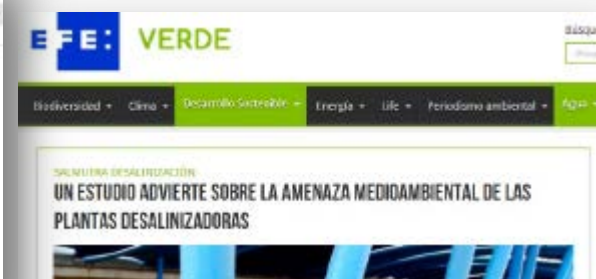 EFE: VERDE
Búsqu
Biodiversidad Clima Desarrollo Sostenible Energía Life Periodismo ambiental Agua
SALMUERA DESALINIZACIÓN
UN ESTUDIO ADVIERTE SOBRE LA AMENAZA MEDIOAMBIENTAL DE LAS
PLANTAS DESALINIZADORAS